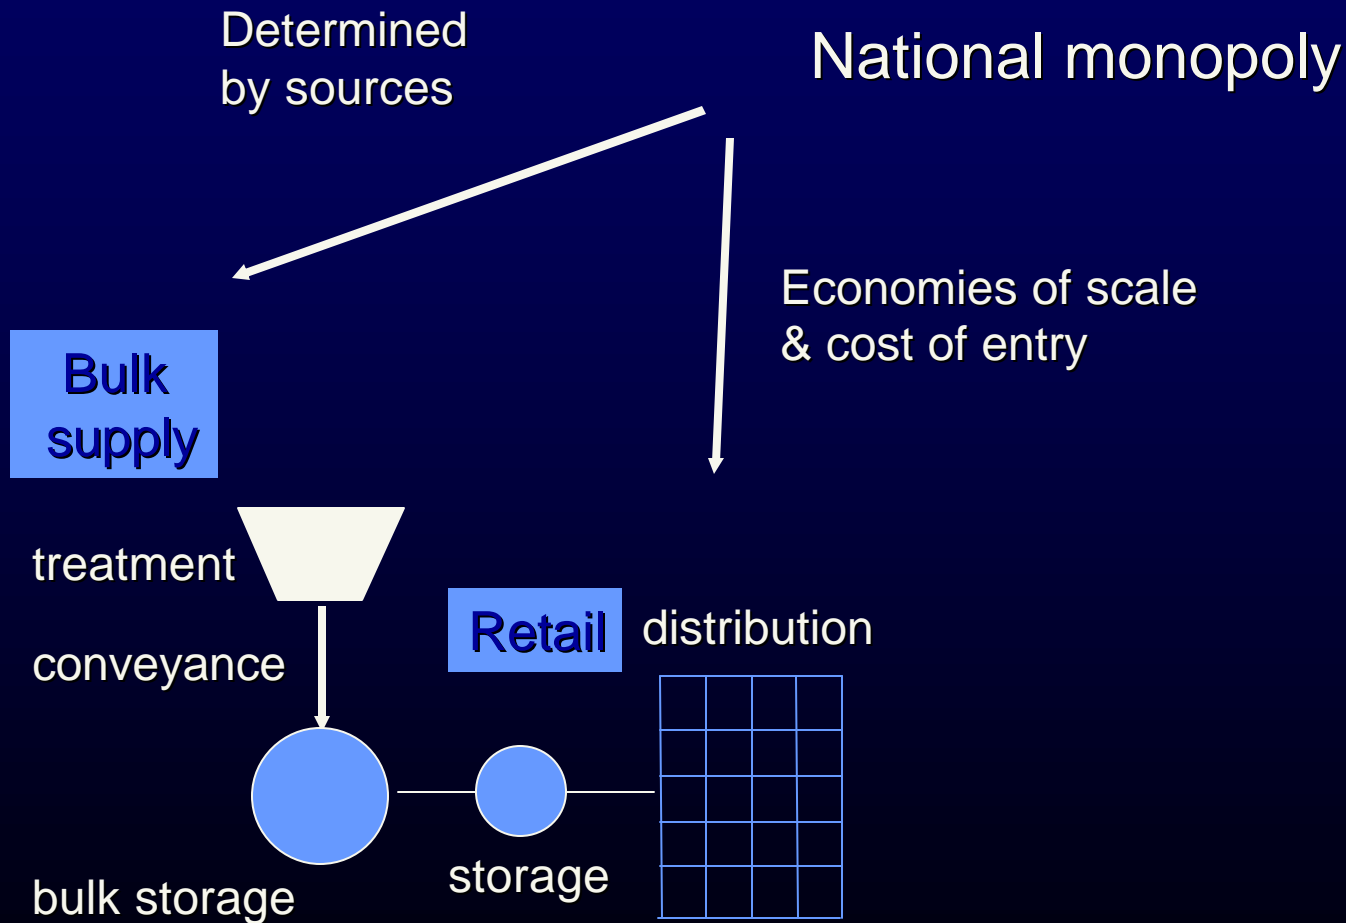 Determined
by sources
National monopoly
Economies of scale
& cost of entry
Bulk
supply
treatment
conveyance
Retail
distribution
storage
bulk storage